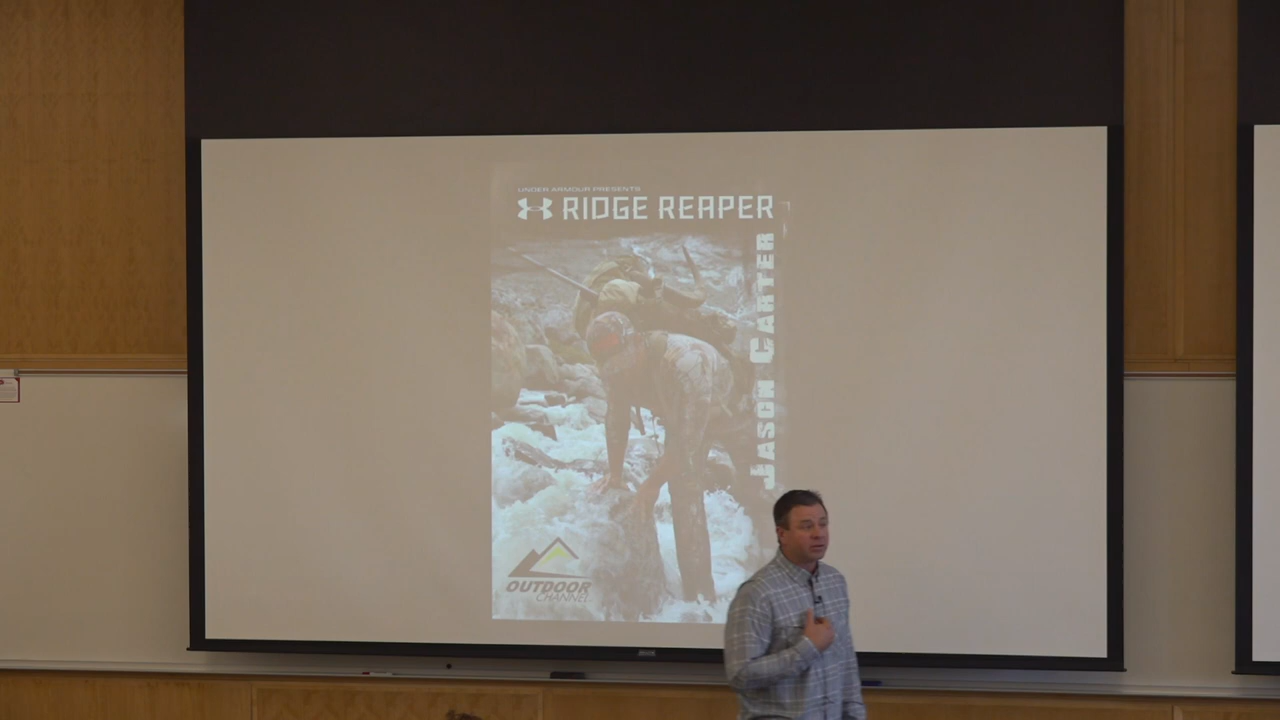 UNDER ARMOUR PRESENTS
RIDGE REAPER
JASON CARTER
OUTDOOR
CHANNEL